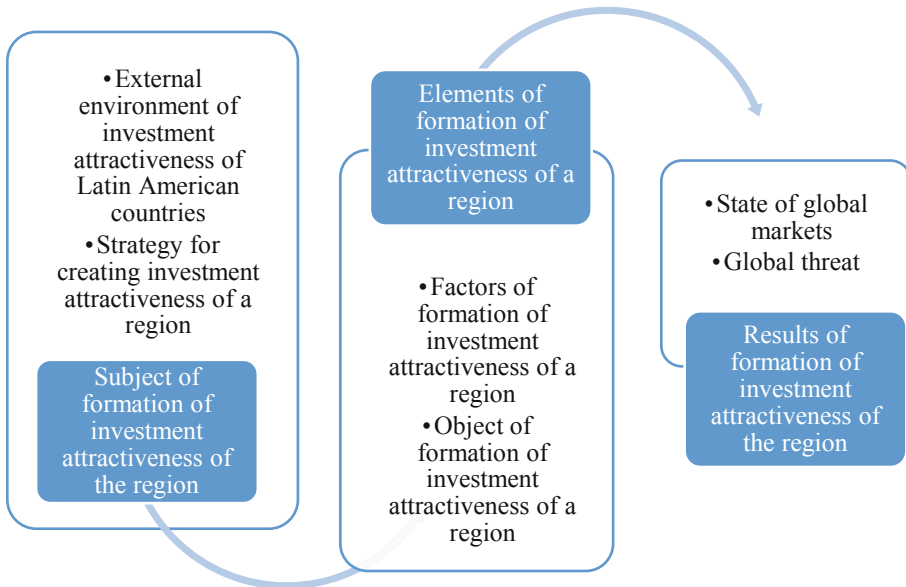 •External
environment of
investment
attractiveness of
Latin American
countries
•Strategy for
creating investment
attractiveness of a
region
Subject of
formation of
investment
attractiveness of
the region
Elements of
formation of
investment
attractiveness of a
region
•Factors of
formation of
investment
attractiveness of a
region
•Object of
formation of
investment
attractiveness of a
region
•State of global
markets
•Global threat
Results of
formation of
investment
attractiveness of
the region